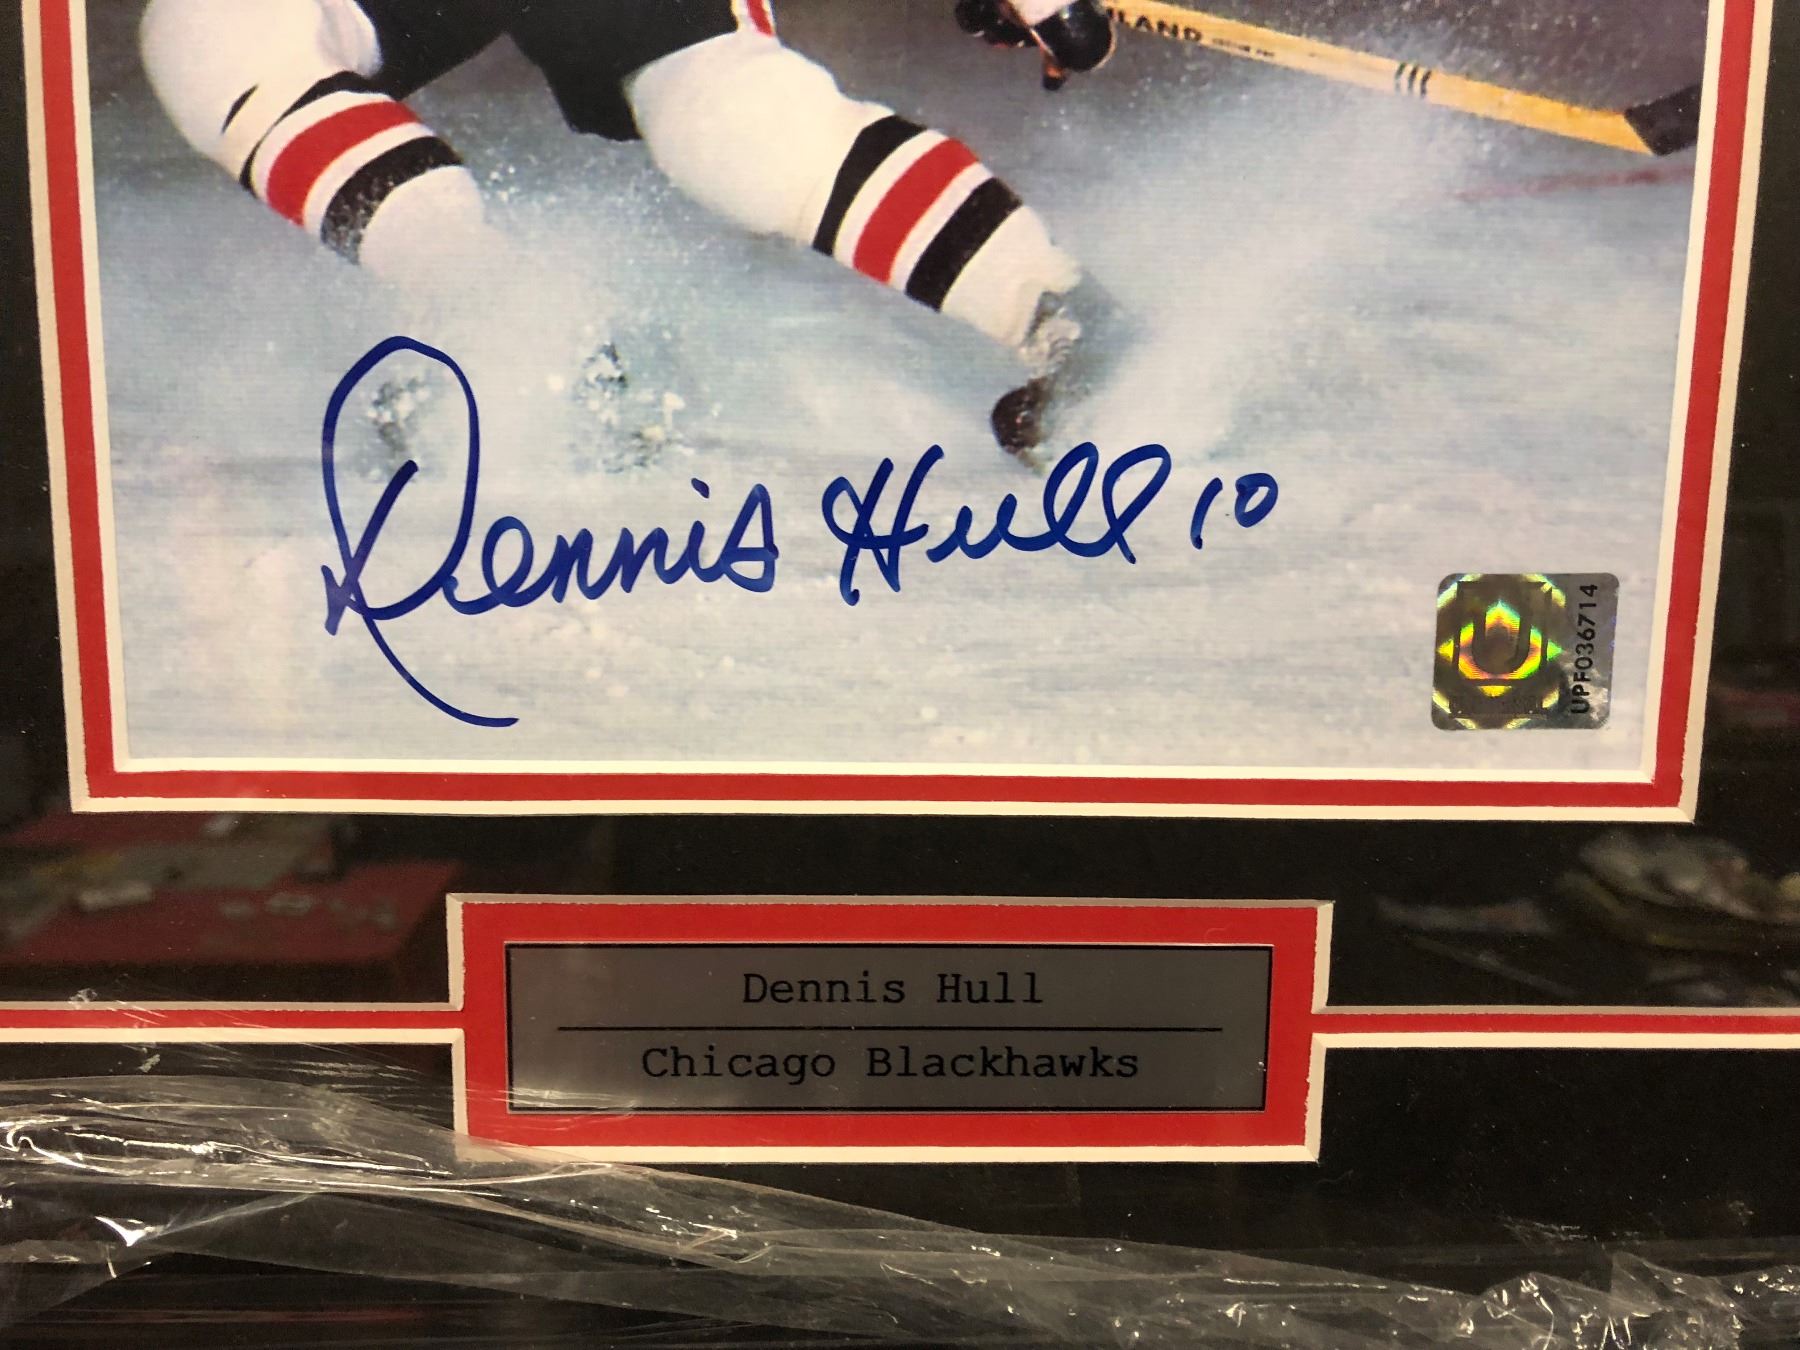 Dennis Hull 10
UPF036714
Dennis Hull
Chicago Blackhawks